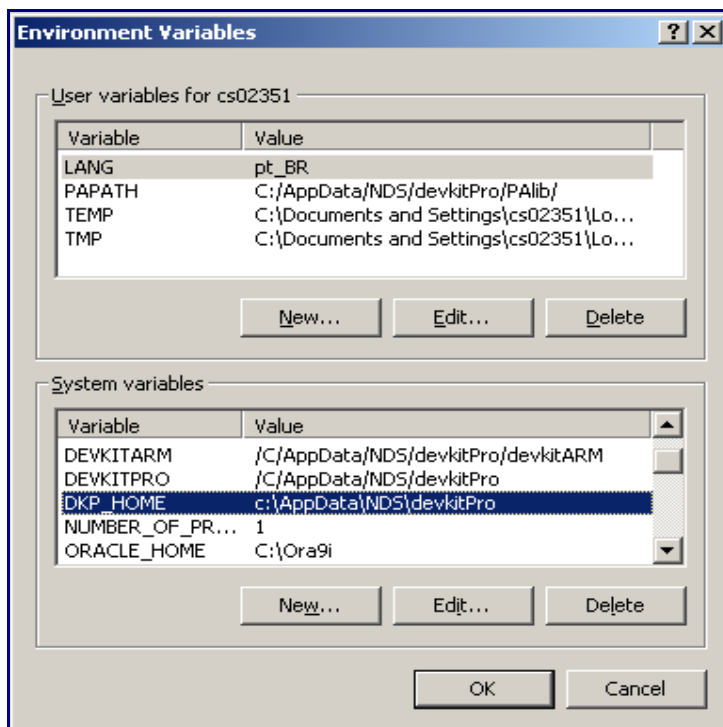 Environment Variables
User variables for cs02351
Variable Value
LANG pt_BR
PAPATH C:/AppData/NDS/devkitPro/PAlib/
TEMP C:\Documents and Settings\cs02351\Lo...
TMP C:\Documents and Settings\cs02351\Lo...
New... Edit... Delete
System variables
Variable Value
DEVKITARM /C/AppData/NDS/devkitPro/devkitARM
DEVKITPRO /C/AppData/NDS/devkitPro
DKP_HOME c:\AppData\NDS\devkitPro
NUMBER_OF_PR... 1
ORACLE_HOME C:\Ora9i
New... Edit... Delete
OK Cancel